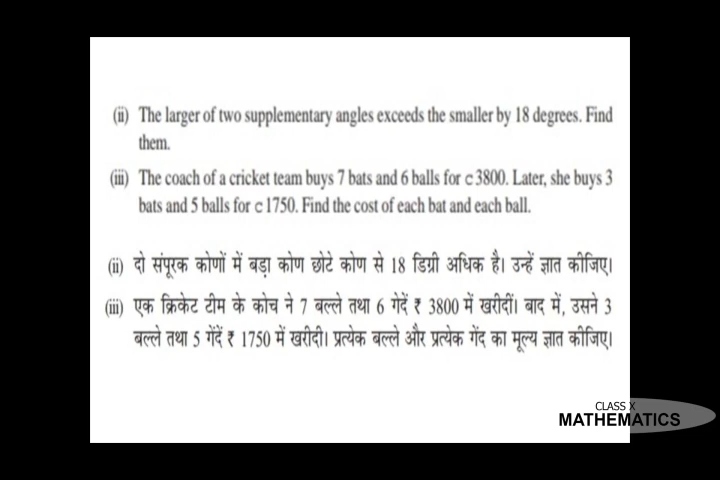 (ii) The larger of two supplementary angles exceeds the smaller by 18 degrees. Find
them.
(iii) The coach of a cricket team buys 7 bats and 6 balls for c 3800. Later, she buys 3
bats and 5 balls for c 1750. Find the cost of each bat and each ball.
(ii) दो संपूरक कोणों में बड़ा कोण छोटे कोण से 18 डिग्री अधिक है। उन्हें ज्ञात कीजिए।
(iii) एक क्रिकेट टीम के कोच ने 7 बल्ले तथा 6 गेदें ₹ 3800 में खरीदीं। बाद में, उसने 3
बल्ले तथा 5 गेंदें ₹ 1750 में खरीदी। प्रत्येक बल्ले और प्रत्येक गेंद का मूल्य ज्ञात कीजिए।
CLASS X
MATHEMATICS